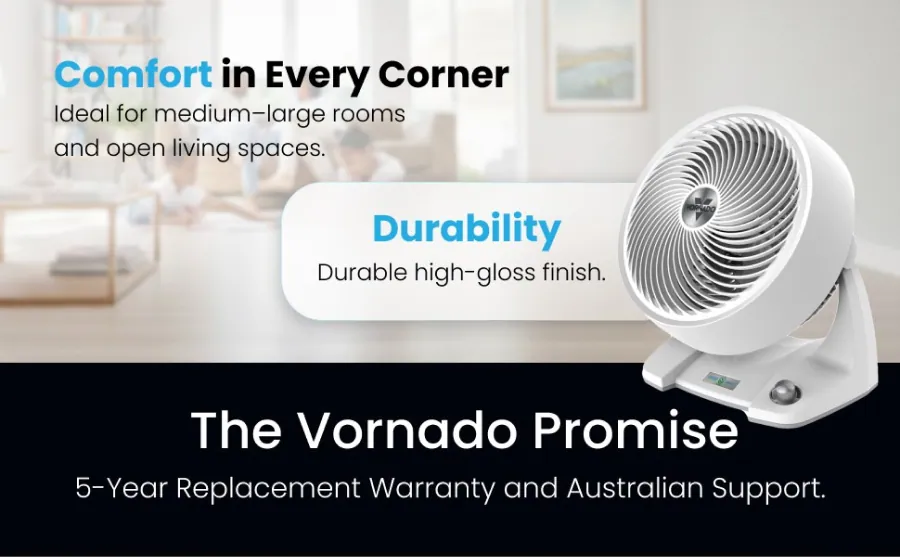 Comfort in Every Corner
Ideal for medium–large rooms
and open living spaces.
Durability
Durable high-gloss finish.
VORNADO
The Vornado Promise
5-Year Replacement Warranty and Australian Support.